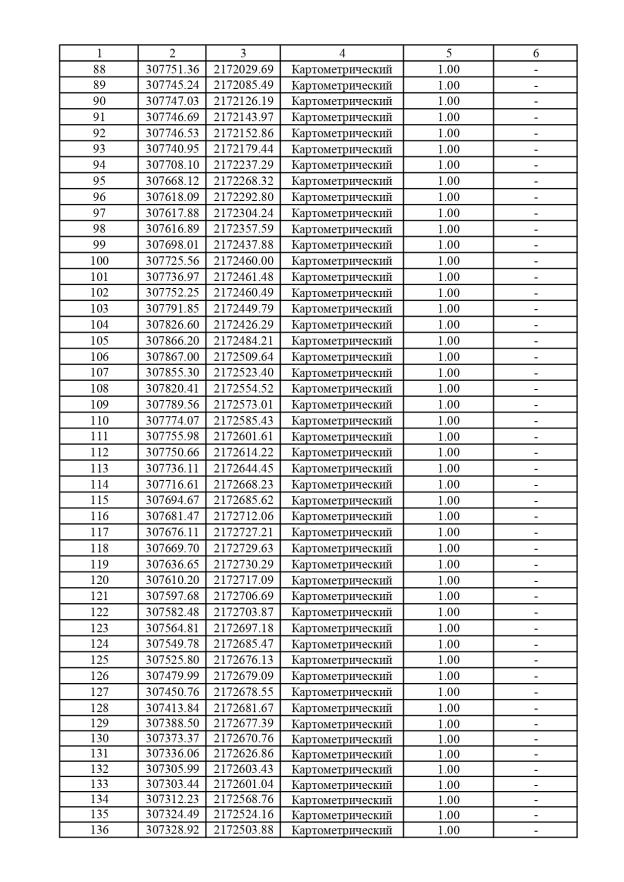 1 2 3 4 5 6
88 307751.36 2172029.69 Картометрический 1.00 -
89 307745.24 2172085.49 Картометрический 1.00 -
90 307747.03 2172126.19 Картометрический 1.00 -
91 307746.69 2172143.97 Картометрический 1.00 -
92 307746.53 2172152.86 Картометрический 1.00 -
93 307740.95 2172179.44 Картометрический 1.00 -
94 307708.10 2172237.29 Картометрический 1.00 -
95 307668.12 2172268.32 Картометрический 1.00 -
96 307618.09 2172292.80 Картометрический 1.00 -
97 307617.88 2172304.24 Картометрический 1.00 -
98 307616.89 2172357.59 Картометрический 1.00 -
99 307698.01 2172437.88 Картометрический 1.00 -
100 307725.56 2172460.00 Картометрический 1.00 -
101 307736.97 2172461.48 Картометрический 1.00 -
102 307752.25 2172460.49 Картометрический 1.00 -
103 307791.85 2172449.79 Картометрический 1.00 -
104 307826.60 2172426.29 Картометрический 1.00 -
105 307866.20 2172484.21 Картометрический 1.00 -
106 307867.00 2172509.64 Картометрический 1.00 -
107 307855.30 2172523.40 Картометрический 1.00 -
108 307820.41 2172554.52 Картометрический 1.00 -
109 307789.56 2172573.01 Картометрический 1.00 -
110 307774.07 2172585.43 Картометрический 1.00 -
111 307755.98 2172601.61 Картометрический 1.00 -
112 307750.66 2172614.22 Картометрический 1.00 -
113 307736.11 2172644.45 Картометрический 1.00 -
114 307716.61 2172668.23 Картометрический 1.00 -
115 307694.67 2172685.62 Картометрический 1.00 -
116 307681.47 2172712.06 Картометрический 1.00 -
117 307676.11 2172727.21 Картометрический 1.00 -
118 307669.70 2172729.63 Картометрический 1.00 -
119 307636.65 2172730.29 Картометрический 1.00 -
120 307610.20 2172717.09 Картометрический 1.00 -
121 307597.68 2172706.69 Картометрический 1.00 -
122 307582.48 2172703.87 Картометрический 1.00 -
123 307564.81 2172697.18 Картометрический 1.00 -
124 307549.78 2172685.47 Картометрический 1.00 -
125 307525.80 2172676.13 Картометрический 1.00 -
126 307479.99 2172679.09 Картометрический 1.00 -
127 307450.76 2172678.55 Картометрический 1.00 -
128 307413.84 2172681.67 Картометрический 1.00 -
129 307388.50 2172677.39 Картометрический 1.00 -
130 307373.37 2172670.76 Картометрический 1.00 -
131 307336.06 2172626.86 Картометрический 1.00 -
132 307305.99 2172603.43 Картометрический 1.00 -
133 307303.44 2172601.04 Картометрический 1.00 -
134 307312.23 2172568.76 Картометрический 1.00 -
135 307324.49 2172524.16 Картометрический 1.00 -
136 307328.92 2172503.88 Картометрический 1.00 -